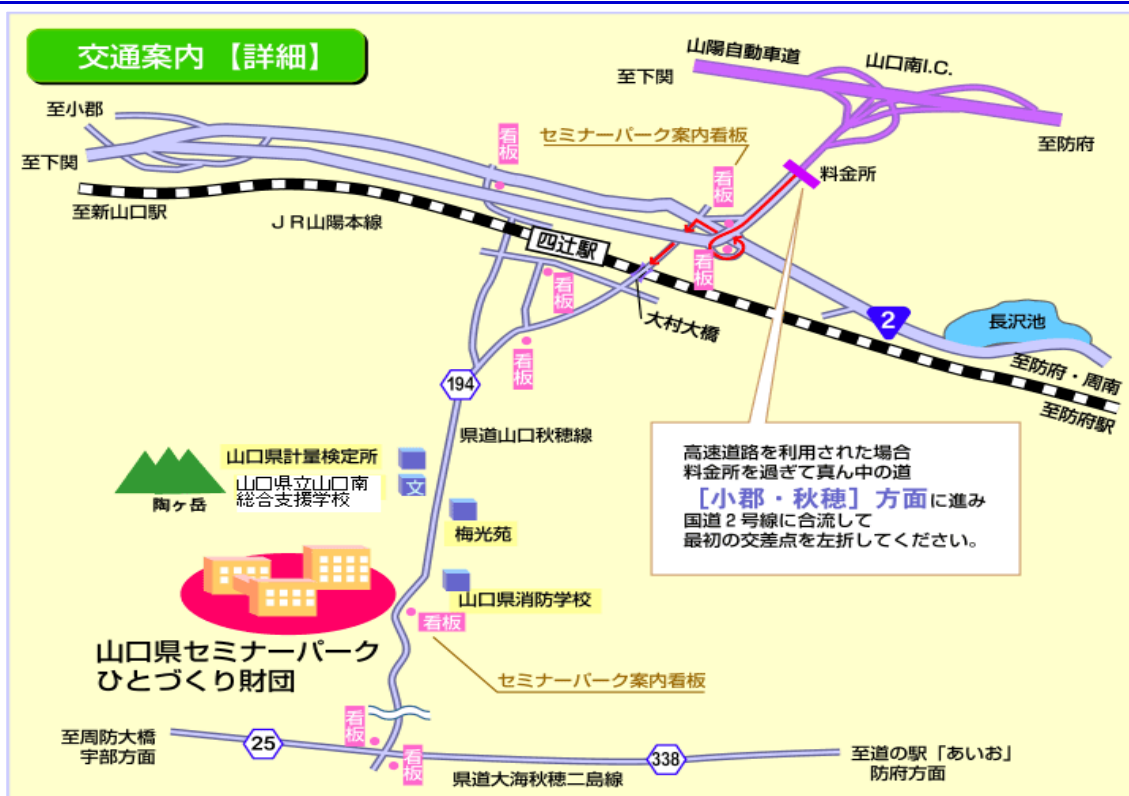 交通案内 【詳細】
山陽自動車道
山口南I.C.
至下関
至小郡
セミナーパーク案内看板
至防府
看板
至下関
料金所
看板
至新山口駅
JR山陽本線
四辻駅
看板
看板
大村大橋
2
長沢池
看板
至防府・周南
至防府駅
194
県道山口秋穂線
高速道路を利用された場合
料金所を過ぎて真ん中の道
［小郡・秋穂］方面に進み
国道2号線に合流して
最初の交差点を左折してください。
山口県計量検定所
山口県立山口南
総合支援学校
文
陶ヶ岳
梅光苑
山口県消防学校
看板
山口県セミナーパーク
ひとづくり財団
セミナーパーク案内看板
看板
至周防大橋
宇部方面
25
看板
338
至道の駅「あいお」
防府方面
県道大海秋穂二島線